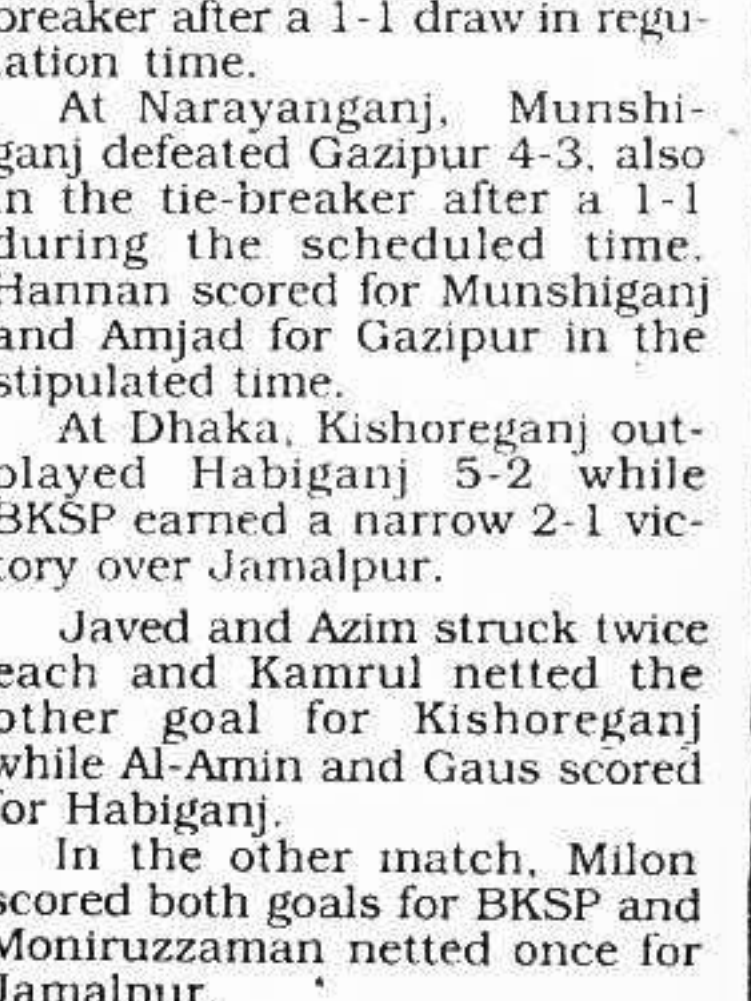 breaker after a 1-1 draw in regu-
lation time.
At Narayanganj, Munshi-
ganj defeated Gazipur 4-3, also
in the tie-breaker after a 1-1
during the scheduled time.
Hannan scored for Munshiganj
and Amjad for Gazipur in the
stipulated time.
At Dhaka, Kishoreganj out-
played Habiganj 5-2 while
BKSP earned a narrow 2-1 vic-
tory over Jamalpur.
Javed and Azim struck twice
each and Kamrul netted the
other goal for Kishoreganj
while Al-Amin and Gaus scored
for Habiganj.
In the other match, Milon
scored both goals for BKSP and
Moniruzzaman netted once for
Jamalpur.